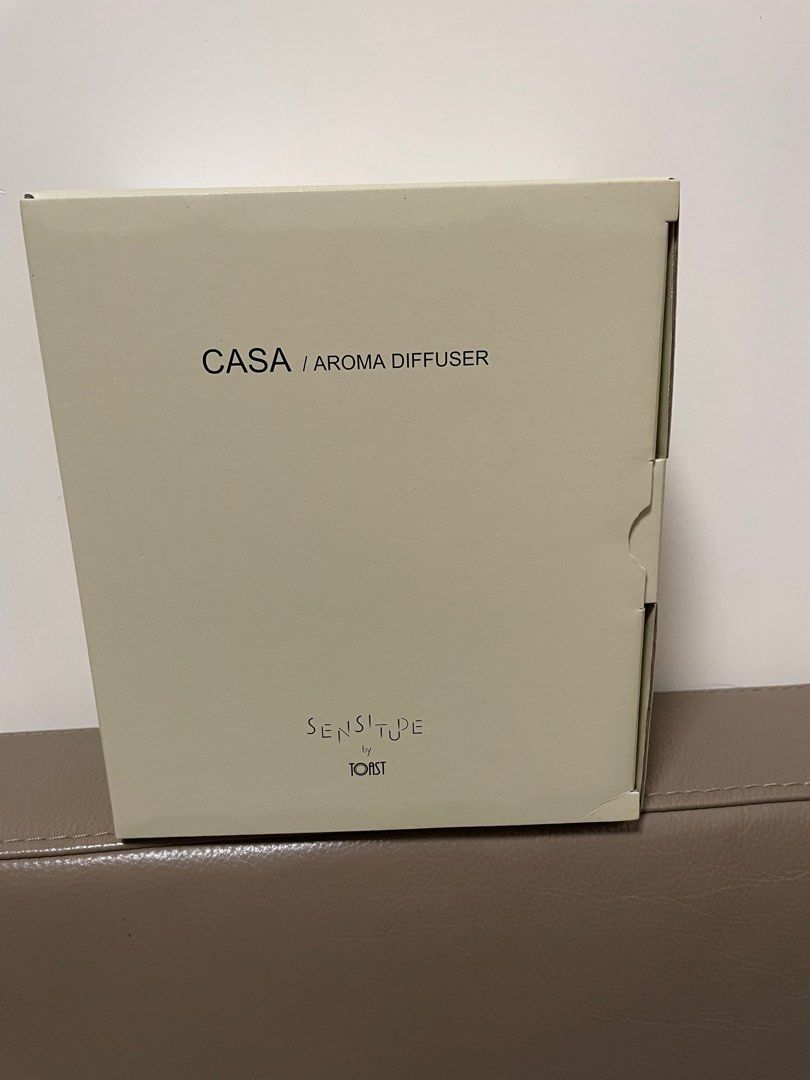 CASA / AROMA DIFFUSER
SENSITUDE
by
TOAST